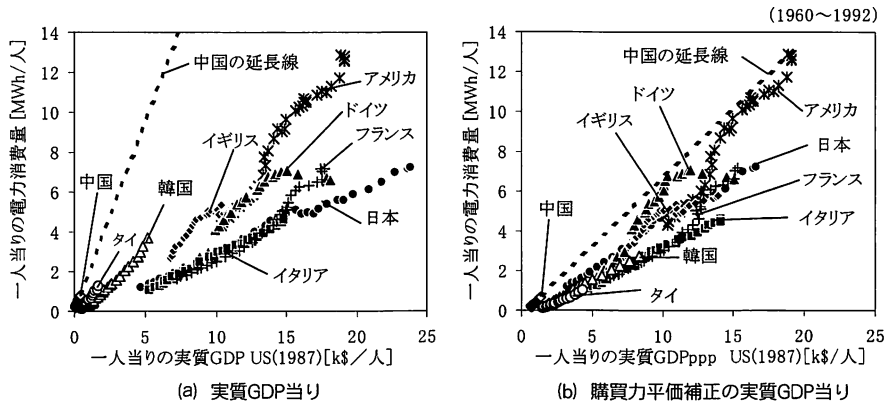 (1960～1992)
一人当りの電力消費量 [MWh/人]
14
12
10
8
6
4
2
0
中国の延長線
アメリカ
ドイツ
イギリス
フランス
中国
韓国
タイ
日本
イタリア
0 5 10 15 20 25
一人当りの実質GDP US(1987)[k$/人]
(a) 実質GDP当り
一人当りの電力消費量 [MWh/人]
14
12
10
8
6
4
2
0
中国の延長線
アメリカ
ドイツ
イギリス
日本
フランス
中国
イタリア
韓国
タイ
0 5 10 15 20 25
一人当りの実質GDPppp US(1987)[k$/人]
(b) 購買力平価補正の実質GDP当り